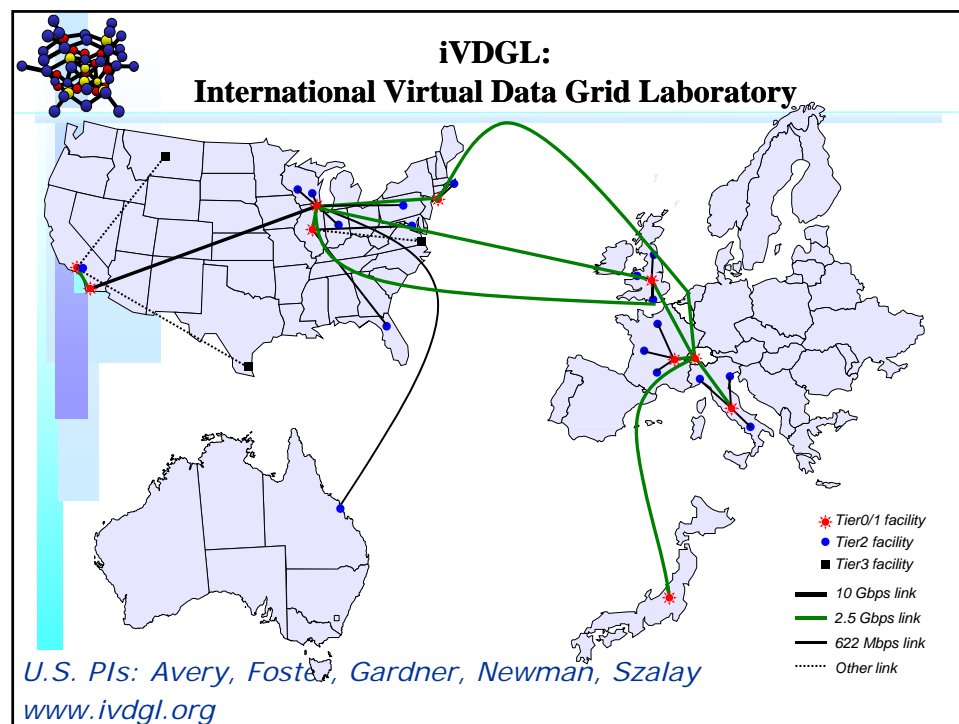 iVDGL:
International Virtual Data Grid Laboratory
Tier0/1 facility
Tier2 facility
Tier3 facility
10 Gbps link
2.5 Gbps link
622 Mbps link
Other link
U.S. PIs: Avery, Foster, Gardner, Newman, Szalay
www.ivdgl.org